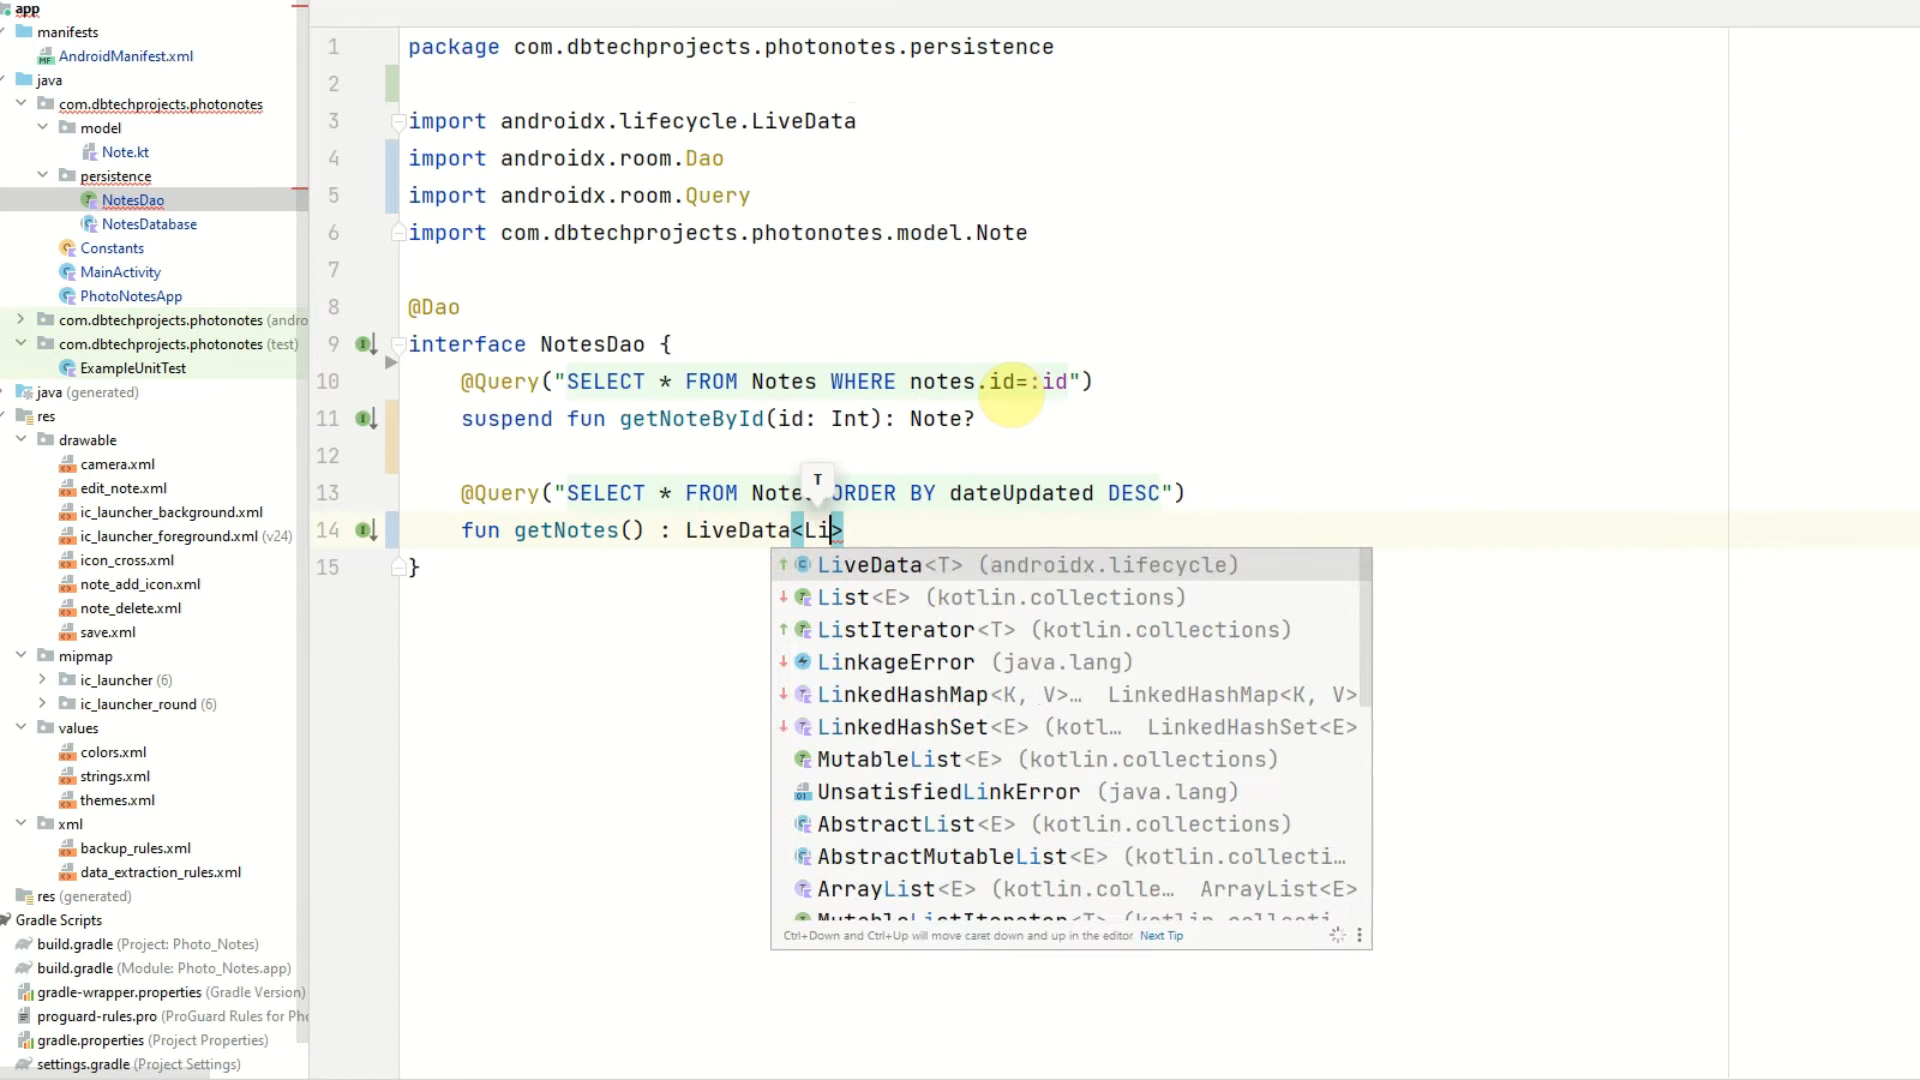 app
manifests
AndroidManifest.xml
java
com.dbtechprojects.photonotes
model
Note.kt
persistence
NotesDao
NotesDatabase
Constants
MainActivity
PhotoNotesApp
com.dbtechprojects.photonotes (andro
com.dbtechprojects.photonotes (test)
ExampleUnitTest
java (generated)
res
drawable
camera.xml
edit_note.xml
ic_launcher_background.xml
ic_launcher_foreground.xml (v24)
icon_cross.xml
note_add_icon.xml
note_delete.xml
save.xml
mipmap
ic_launcher (6)
ic_launcher_round (6)
values
colors.xml
strings.xml
themes.xml
xml
backup_rules.xml
data_extraction_rules.xml
res (generated)
Gradle Scripts
build.gradle (Project: Photo_Notes)
build.gradle (Module: Photo_Notes.app)
gradle-wrapper.properties (Gradle Version)
proguard-rules.pro (ProGuard Rules for Pho
gradle.properties (Project Properties)
settings.gradle (Project Settings)
1 package com.dbtechprojects.photonotes.persistence
2
3 import androidx.lifecycle.LiveData
4 import androidx.room.Dao
5 import androidx.room.Query
6 import com.dbtechprojects.photonotes.model.Note
7
8 @Dao
9 interface NotesDao {
10 @Query("SELECT * FROM Notes WHERE notes.id=:id")
11 suspend fun getNoteById(id: Int): Note?
12
T
13 @Query("SELECT * FROM Notes ORDER BY dateUpdated DESC")
14 fun getNotes() : LiveData<Li>
15 }
LiveData<T> (androidx.lifecycle)
List<E> (kotlin.collections)
ListIterator<T> (kotlin.collections)
LinkageError (java.lang)
LinkedHashMap<K, V>… LinkedHashMap<K, V>
LinkedHashSet<E> (kotl… LinkedHashSet<E>
MutableList<E> (kotlin.collections)
UnsatisfiedLinkError (java.lang)
AbstractList<E> (kotlin.collections)
AbstractMutableList<E> (kotlin.collecti…
ArrayList<E> (kotlin.colle… ArrayList<E>
MutableListIterator<T> (kotlin.collecti
Ctrl+Down and Ctrl+Up will move caret down and up in the editor Next Tip